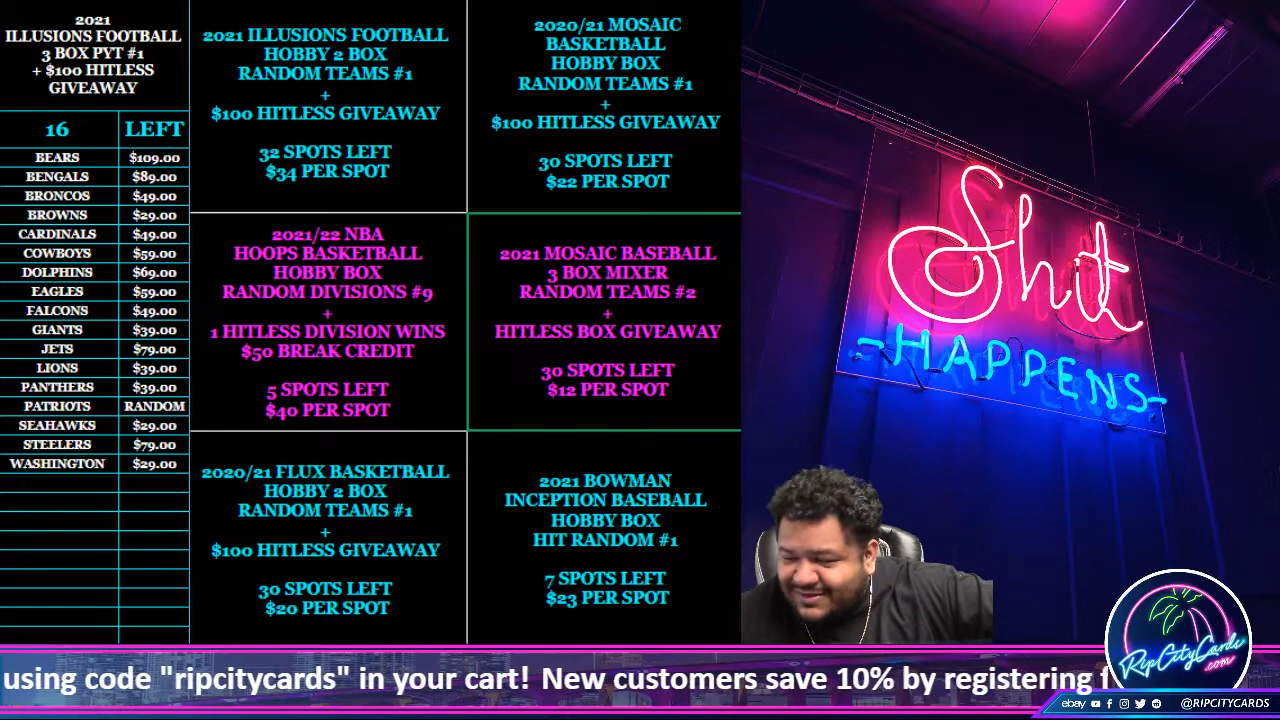 2021
ILLUSIONS FOOTBALL
3 BOX PYT #1
+ $100 HITLESS
GIVEAWAY
16 LEFT
BEARS $109.00
BENGALS $89.00
BRONCOS $49.00
BROWNS $29.00
CARDINALS $49.00
COWBOYS $59.00
DOLPHINS $69.00
EAGLES $59.00
FALCONS $49.00
GIANTS $39.00
JETS $79.00
LIONS $39.00
PANTHERS $39.00
PATRIOTS RANDOM
SEAHAWKS $29.00
STEELERS $79.00
WASHINGTON $29.00
2021 ILLUSIONS FOOTBALL
HOBBY 2 BOX
RANDOM TEAMS #1
+
$100 HITLESS GIVEAWAY
32 SPOTS LEFT
$34 PER SPOT
2020/21 MOSAIC
BASKETBALL
HOBBY BOX
RANDOM TEAMS #1
+
$100 HITLESS GIVEAWAY
30 SPOTS LEFT
$22 PER SPOT
2021/22 NBA
HOOPS BASKETBALL
HOBBY BOX
RANDOM DIVISIONS #9
+
1 HITLESS DIVISION WINS
$50 BREAK CREDIT
5 SPOTS LEFT
$40 PER SPOT
2021 MOSAIC BASEBALL
3 BOX MIXER
RANDOM TEAMS #2
+
HITLESS BOX GIVEAWAY
30 SPOTS LEFT
$12 PER SPOT
2020/21 FLUX BASKETBALL
HOBBY 2 BOX
RANDOM TEAMS #1
+
$100 HITLESS GIVEAWAY
30 SPOTS LEFT
$20 PER SPOT
2021 BOWMAN
INCEPTION BASEBALL
HOBBY BOX
HIT RANDOM #1
7 SPOTS LEFT
$23 PER SPOT
Shit
-HAPPENS-
RipCityCards
.com
using code "ripcitycards" in your cart! New customers save 10% by registering f
ebay @RIPCITYCARDS